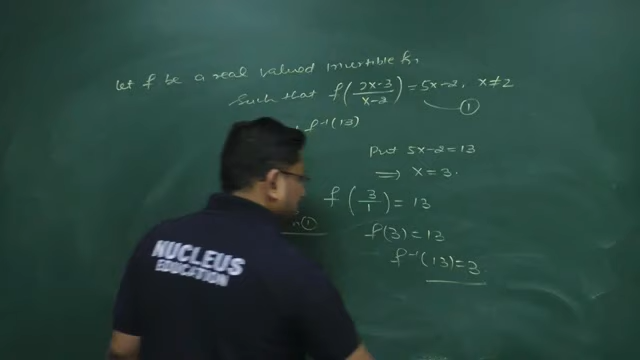 Let f be a real valued invertible fn
Such that f(2x-3/x-2) = 5x-2, x≠2
①
f⁻¹(13)
Put 5x-2=13
⟹ x=3.
f(3/1) = 13
①
f(3)=13
f⁻¹(13)=3.
NUCLEUS
EDUCATION